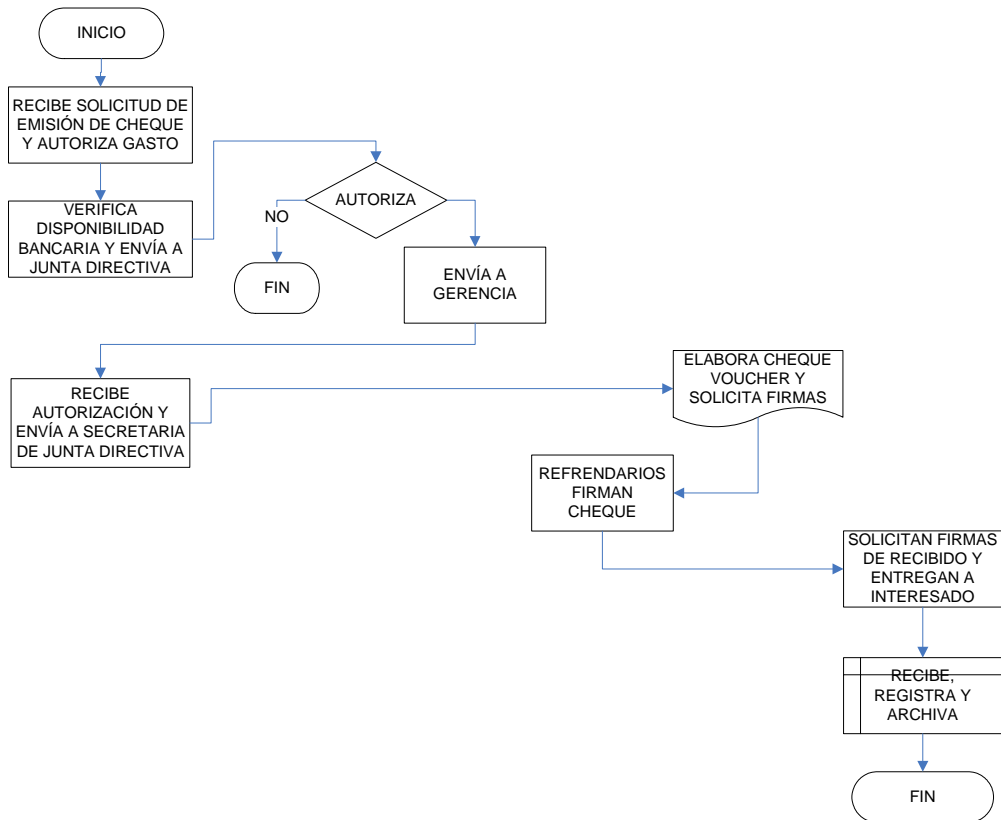 INICIO
RECIBE SOLICITUD DE
EMISIÓN DE CHEQUE
Y AUTORIZA GASTO
VERIFICA
DISPONIBILIDAD
BANCARIA Y ENVÍA A
JUNTA DIRECTIVA
AUTORIZA
NO
FIN
ENVÍA A
GERENCIA
RECIBE
AUTORIZACIÓN Y
ENVÍA A SECRETARIA
DE JUNTA DIRECTIVA
ELABORA CHEQUE
VOUCHER Y
SOLICITA FIRMAS
REFRENDARIOS
FIRMAN
CHEQUE
SOLICITAN FIRMAS
DE RECIBIDO Y
ENTREGAN A
INTERESADO
RECIBE,
REGISTRA Y
ARCHIVA
FIN